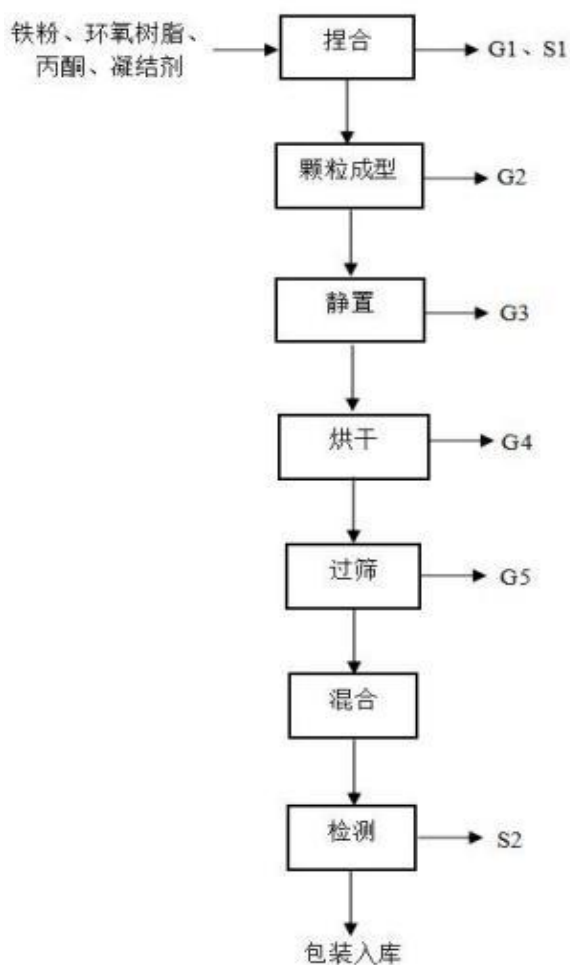 铁粉、环氧树脂、
丙酮、凝结剂
捏合
G1、S1
颗粒成型
G2
静置
G3
烘干
G4
过筛
G5
混合
检测
S2
包装入库